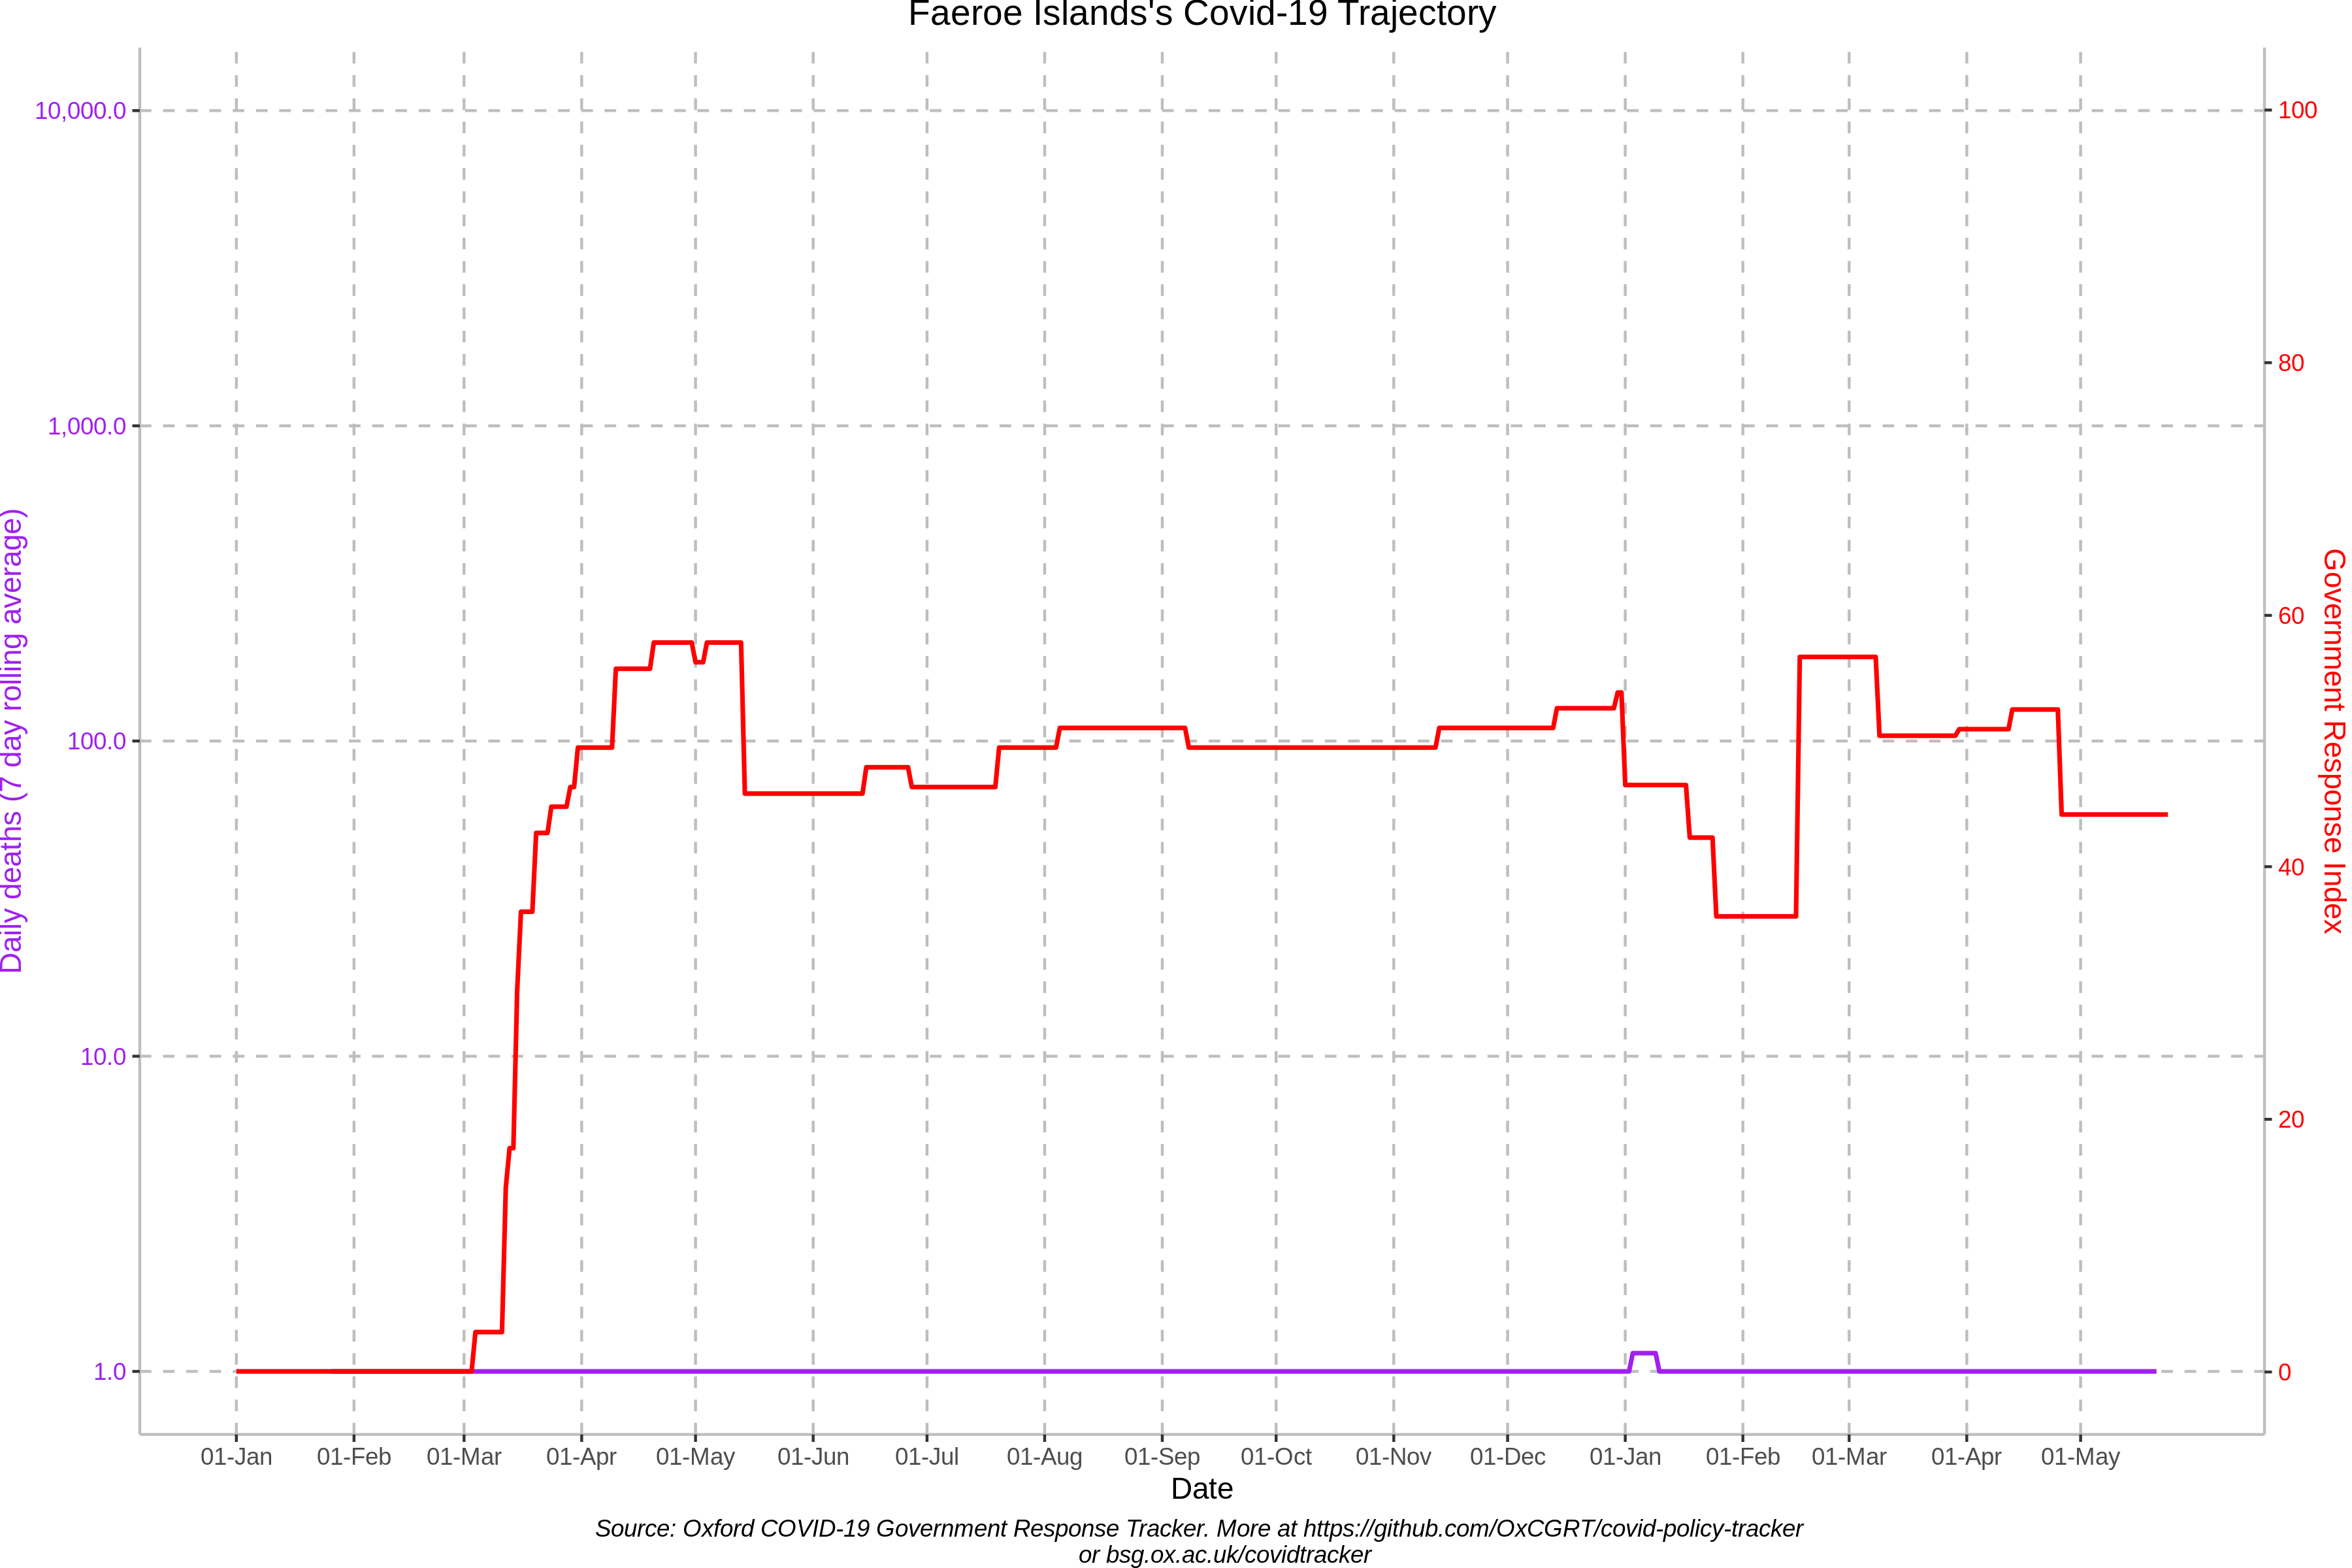 Faeroe Islands's Covid-19 Trajectory
10,000.0
1,000.0
100.0
10.0
1.0
Daily deaths (7 day rolling average)
100
80
60
40
20
0
Government Response Index
01-Jan 01-Feb 01-Mar 01-Apr 01-May 01-Jun 01-Jul 01-Aug 01-Sep 01-Oct 01-Nov 01-Dec 01-Jan 01-Feb 01-Mar 01-Apr 01-May
Date
Source: Oxford COVID-19 Government Response Tracker. More at https://github.com/OxCGRT/covid-policy-tracker
or bsg.ox.ac.uk/covidtracker